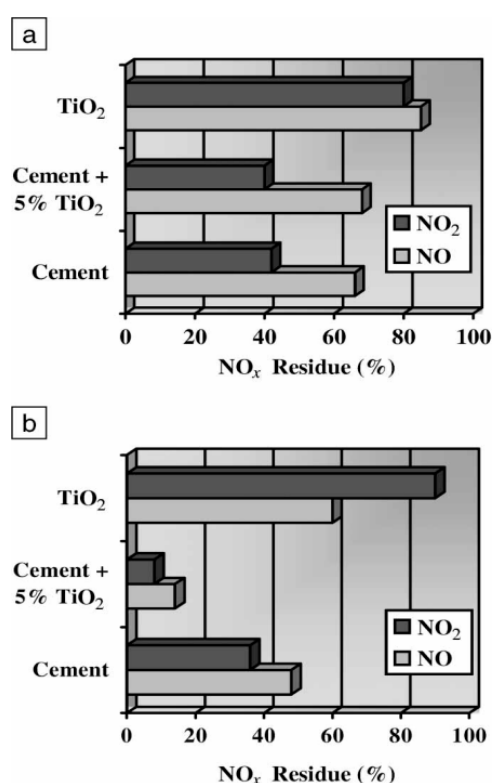 a
TiO₂
Cement +
5% TiO₂
Cement
NO₂
NO
0 20 40 60 80 100
NOₓ Residue (%)
b
TiO₂
Cement +
5% TiO₂
Cement
NO₂
NO
0 20 40 60 80 100
NOₓ Residue (%)